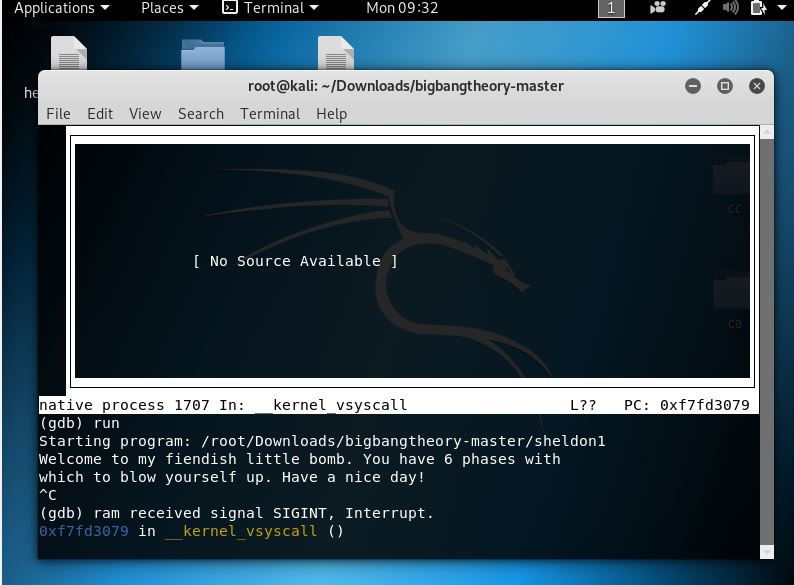 Applications Places Terminal Mon 09:32 1
he
root@kali: ~/Downloads/bigbangtheory-master
File Edit View Search Terminal Help
cc
[ No Source Available ]
ca
native process 1707 In: __kernel_vsyscall L?? PC: 0xf7fd3079
(gdb) run
Starting program: /root/Downloads/bigbangtheory-master/sheldon1
Welcome to my fiendish little bomb. You have 6 phases with
which to blow yourself up. Have a nice day!
^C
(gdb) ram received signal SIGINT, Interrupt.
0xf7fd3079 in __kernel_vsyscall ()